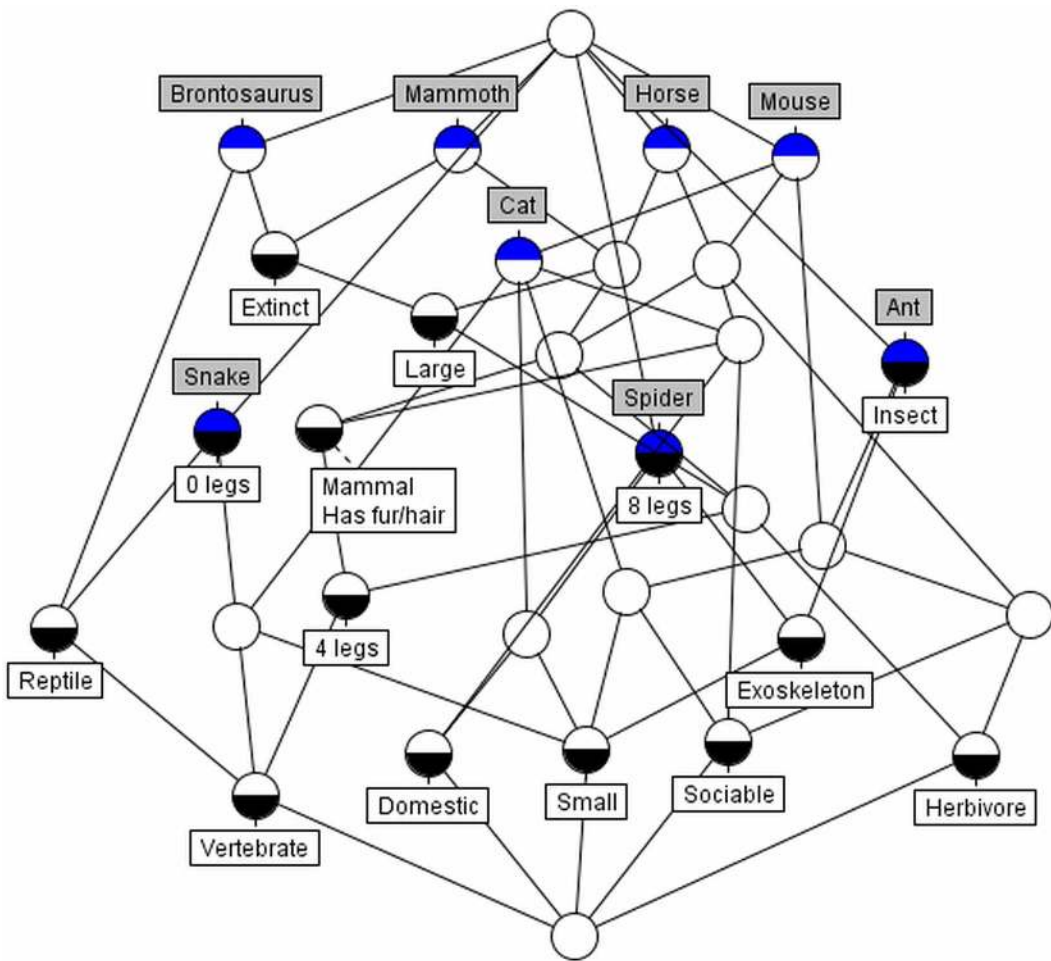 Brontosaurus
Mammoth
Horse
Mouse
Cat
Extinct
Ant
Large
Snake
Spider
Insect
0 legs
Mammal
Has fur/hair
8 legs
4 legs
Reptile
Exoskeleton
Domestic
Small
Sociable
Herbivore
Vertebrate